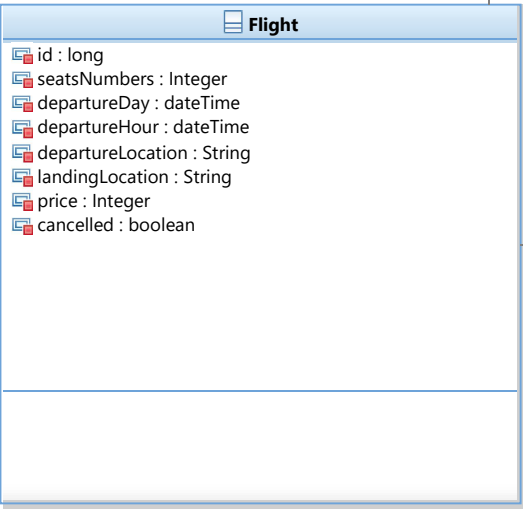 Flight
id : long
seatsNumbers : Integer
departureDay : dateTime
departureHour : dateTime
departureLocation : String
landingLocation : String
price : Integer
cancelled : boolean